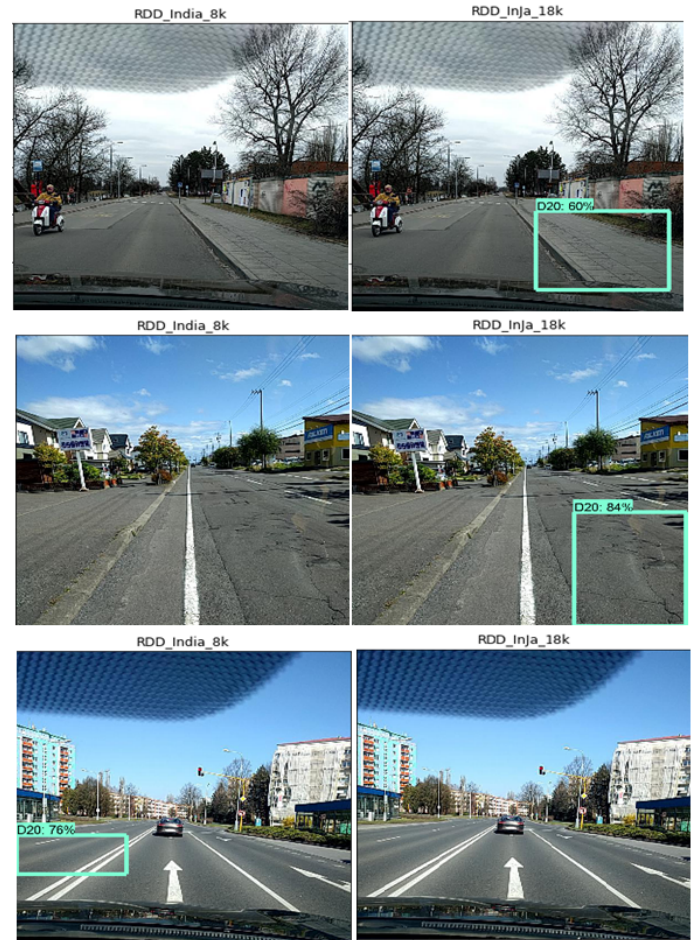 RDD_India_8k
RDD_InJa_18k
D20: 60%
RDD_India_8k
RDD_InJa_18k
D20: 84%
RDD_India_8k
RDD_InJa_18k
D20: 76%